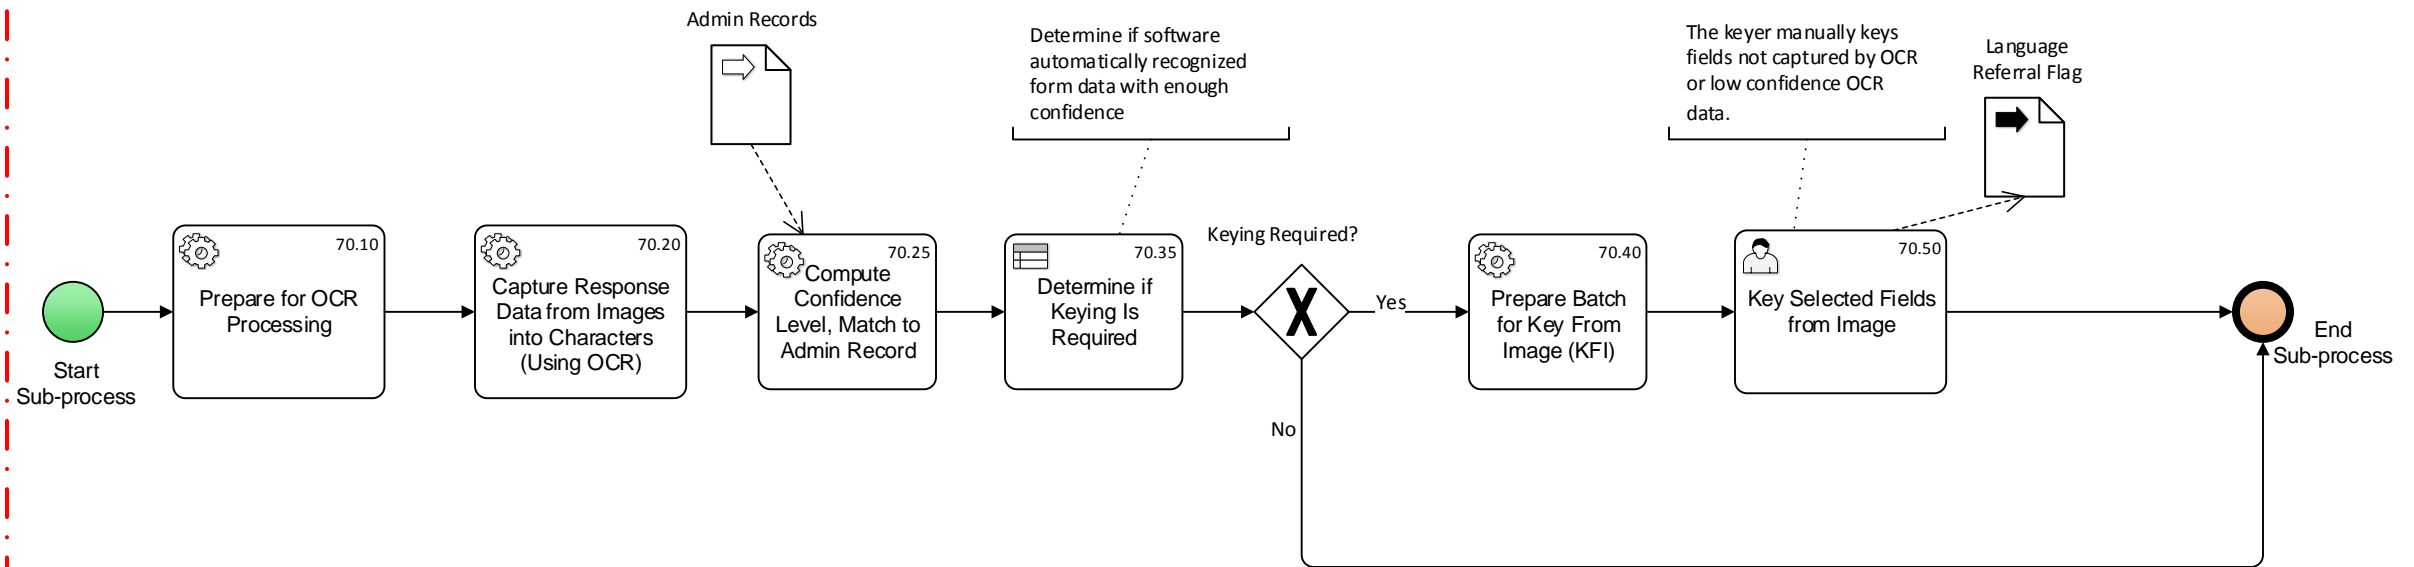 Admin Records
Determine if software
automatically recognized
form data with enough
confidence
The keyer manually keys
fields not captured by OCR
or low confidence OCR
data.
Language
Referral Flag
Start
Sub-process
70.10
Prepare for OCR
Processing
70.20
Capture Response
Data from Images
into Characters
(Using OCR)
70.25
Compute
Confidence
Level, Match to
Admin Record
70.35
Determine if
Keying Is
Required
Keying Required?
X
Yes
No
70.40
Prepare Batch
for Key From
Image (KFI)
70.50
Key Selected Fields
from Image
End
Sub-process